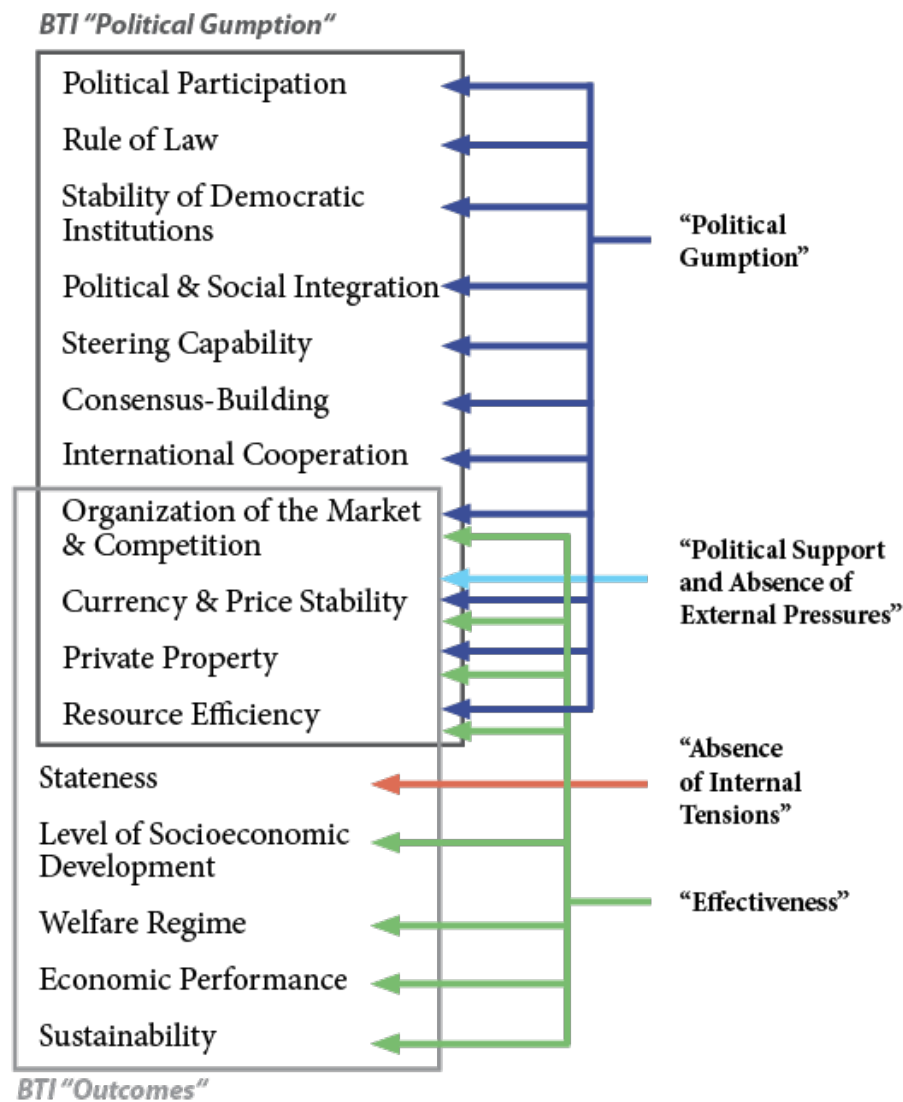 BTI “Political Gumption“
Political Participation
Rule of Law
Stability of Democratic
Institutions
Political & Social Integration
Steering Capability
Consensus-Building
International Cooperation
Organization of the Market
& Competition
Currency & Price Stability
Private Property
Resource Efficiency
Stateness
Level of Socioeconomic
Development
Welfare Regime
Economic Performance
Sustainability
BTI “Outcomes“
“Political
Gumption”
“Political Support
and Absence of
External Pressures”
“Absence
of Internal
Tensions”
“Effectiveness”